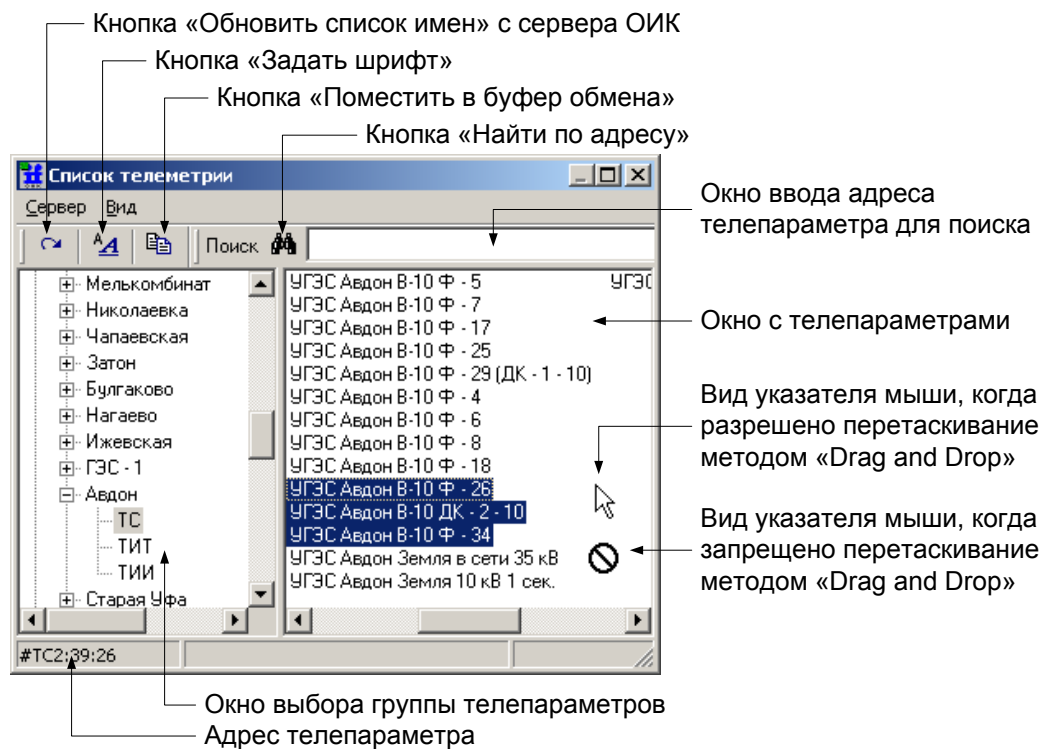 Кнопка «Обновить список имен» с сервера ОИК
Кнопка «Задать шрифт»
Кнопка «Поместить в буфер обмена»
Кнопка «Найти по адресу»
Список телеметрии
Сервер Вид
Поиск
Окно ввода адреса
телепараметра для поиска
Мелькомбинат
Николаевка
Чапаевская
Затон
Булгаково
Нагаево
Ижевская
ГЭС - 1
Авдон
ТС
ТИТ
ТИИ
Старая Уфа
УГЭС Авдон В-10 Ф - 5
УГЭС
УГЭС Авдон В-10 Ф - 7
УГЭС Авдон В-10 Ф - 17
УГЭС Авдон В-10 Ф - 25
УГЭС Авдон В-10 Ф - 29 (ДК - 1 - 10)
УГЭС Авдон В-10 Ф - 4
УГЭС Авдон В-10 Ф - 6
УГЭС Авдон В-10 Ф - 8
УГЭС Авдон В-10 Ф - 18
УГЭС Авдон В-10 Ф - 26
УГЭС Авдон В-10 ДК - 2 - 10
УГЭС Авдон В-10 Ф - 34
УГЭС Авдон Земля в сети 35 кВ
УГЭС Авдон Земля 10 кВ 1 сек.
Окно с телепараметрами
Вид указателя мыши, когда
разрешено перетаскивание
методом «Drag and Drop»
Вид указателя мыши, когда
запрещено перетаскивание
методом «Drag and Drop»
#ТС2:39:26
Окно выбора группы телепараметров
Адрес телепараметра